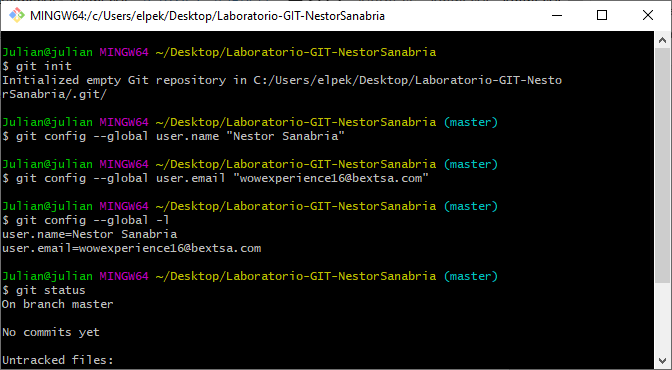 MINGW64:/c/Users/elpek/Desktop/Laboratorio-GIT-NestorSanabria
Julian@julian MINGW64 ~/Desktop/Laboratorio-GIT-NestorSanabria
$ git init
Initialized empty Git repository in C:/Users/elpek/Desktop/Laboratorio-GIT-Nesto
rSanabria/.git/
Julian@julian MINGW64 ~/Desktop/Laboratorio-GIT-NestorSanabria (master)
$ git config --global user.name "Nestor Sanabria"
Julian@julian MINGW64 ~/Desktop/Laboratorio-GIT-NestorSanabria (master)
$ git config --global user.email "wowexperience16@bextsa.com"
Julian@julian MINGW64 ~/Desktop/Laboratorio-GIT-NestorSanabria (master)
$ git config --global -l
user.name=Nestor Sanabria
user.email=wowexperience16@bextsa.com
Julian@julian MINGW64 ~/Desktop/Laboratorio-GIT-NestorSanabria (master)
$ git status
On branch master
No commits yet
Untracked files: